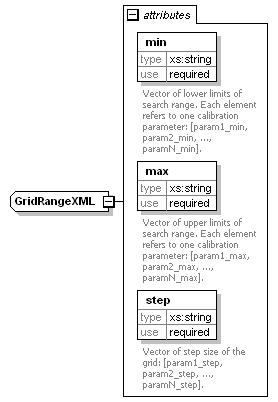 attributes
min
type xs:string
use required
Vector of lower limits of
search range. Each element
refers to one calibration
parameter: [param1_min,
param2_min, ...,
paramN_min].
GridRangeXML
max
type xs:string
use required
Vector of upper limits of
search range. Each element
refers to one calibration
parameter: [param1_max,
param2_max, ...,
paramN_max].
step
type xs:string
use required
Vector of step size of the
grid: [param1_step,
param2_step, ...,
paramN_step].